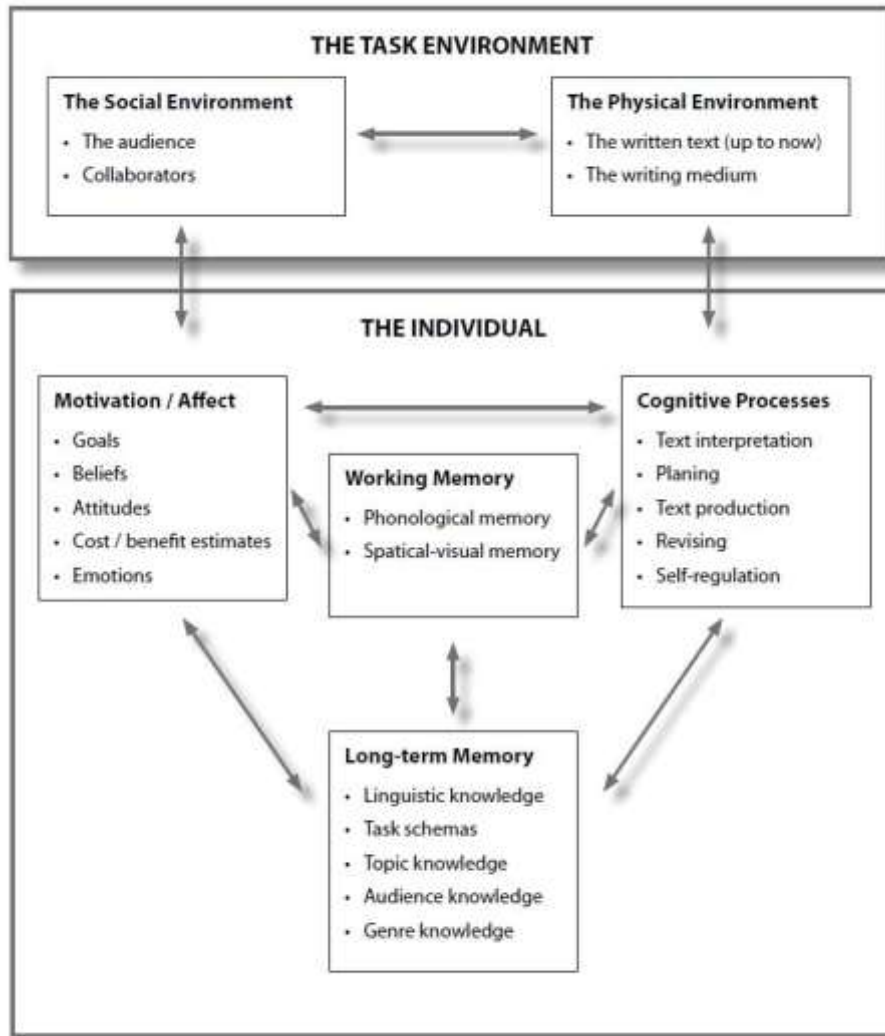 THE TASK ENVIRONMENT
The Social Environment
• The audience
• Collaborators
The Physical Environment
• The written text (up to now)
• The writing medium
THE INDIVIDUAL
Motivation / Affect
• Goals
• Beliefs
• Attitudes
• Cost / benefit estimates
• Emotions
Working Memory
• Phonological memory
• Spatical-visual memory
Cognitive Processes
• Text interpretation
• Planing
• Text production
• Revising
• Self-regulation
Long-term Memory
• Linguistic knowledge
• Task schemas
• Topic knowledge
• Audience knowledge
• Genre knowledge